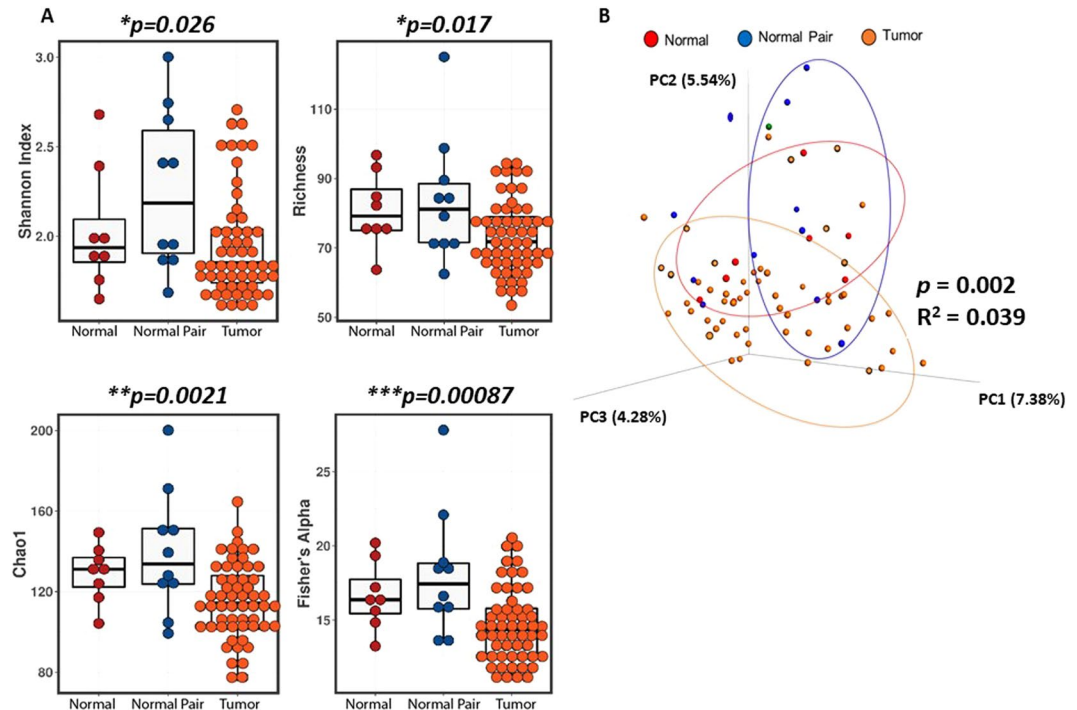 A
*p=0.026
Shannon Index
3.0
2.5
2.0
Normal
Normal Pair
Tumor
*p=0.017
Richness
110
90
70
50
Normal
Normal Pair
Tumor
**p=0.0021
Chao1
200
160
120
80
Normal
Normal Pair
Tumor
***p=0.00087
Fisher's Alpha
25
20
15
Normal
Normal Pair
Tumor
B
Normal
Normal Pair
Tumor
PC2 (5.54%)
p = 0.002
R² = 0.039
PC1 (7.38%)
PC3 (4.28%)